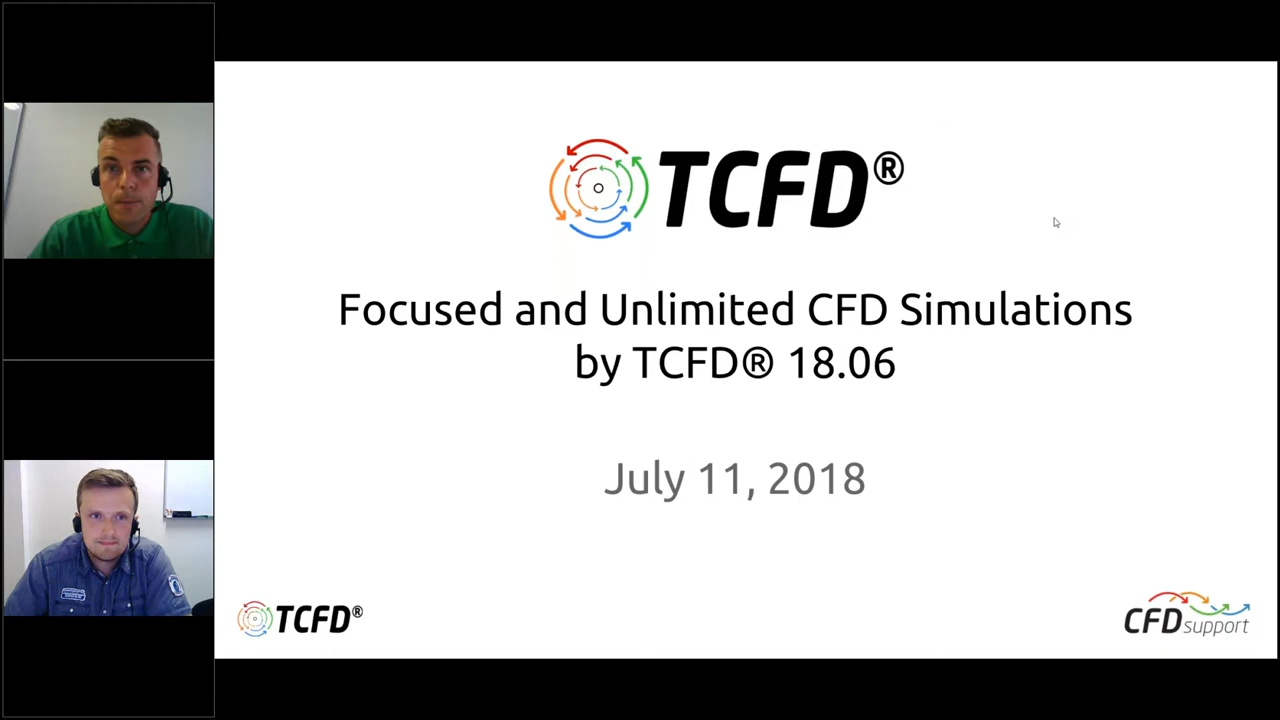 TCFD®
Focused and Unlimited CFD Simulations
by TCFD® 18.06
July 11, 2018
TCFD®
CFD support